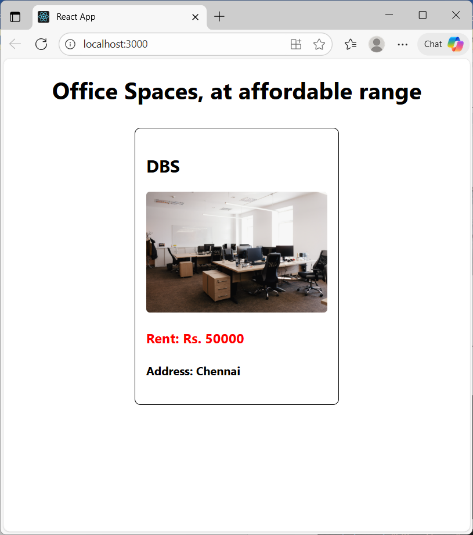 React App
localhost:3000
Chat
Office Spaces, at affordable range
DBS
Rent: Rs. 50000
Address: Chennai